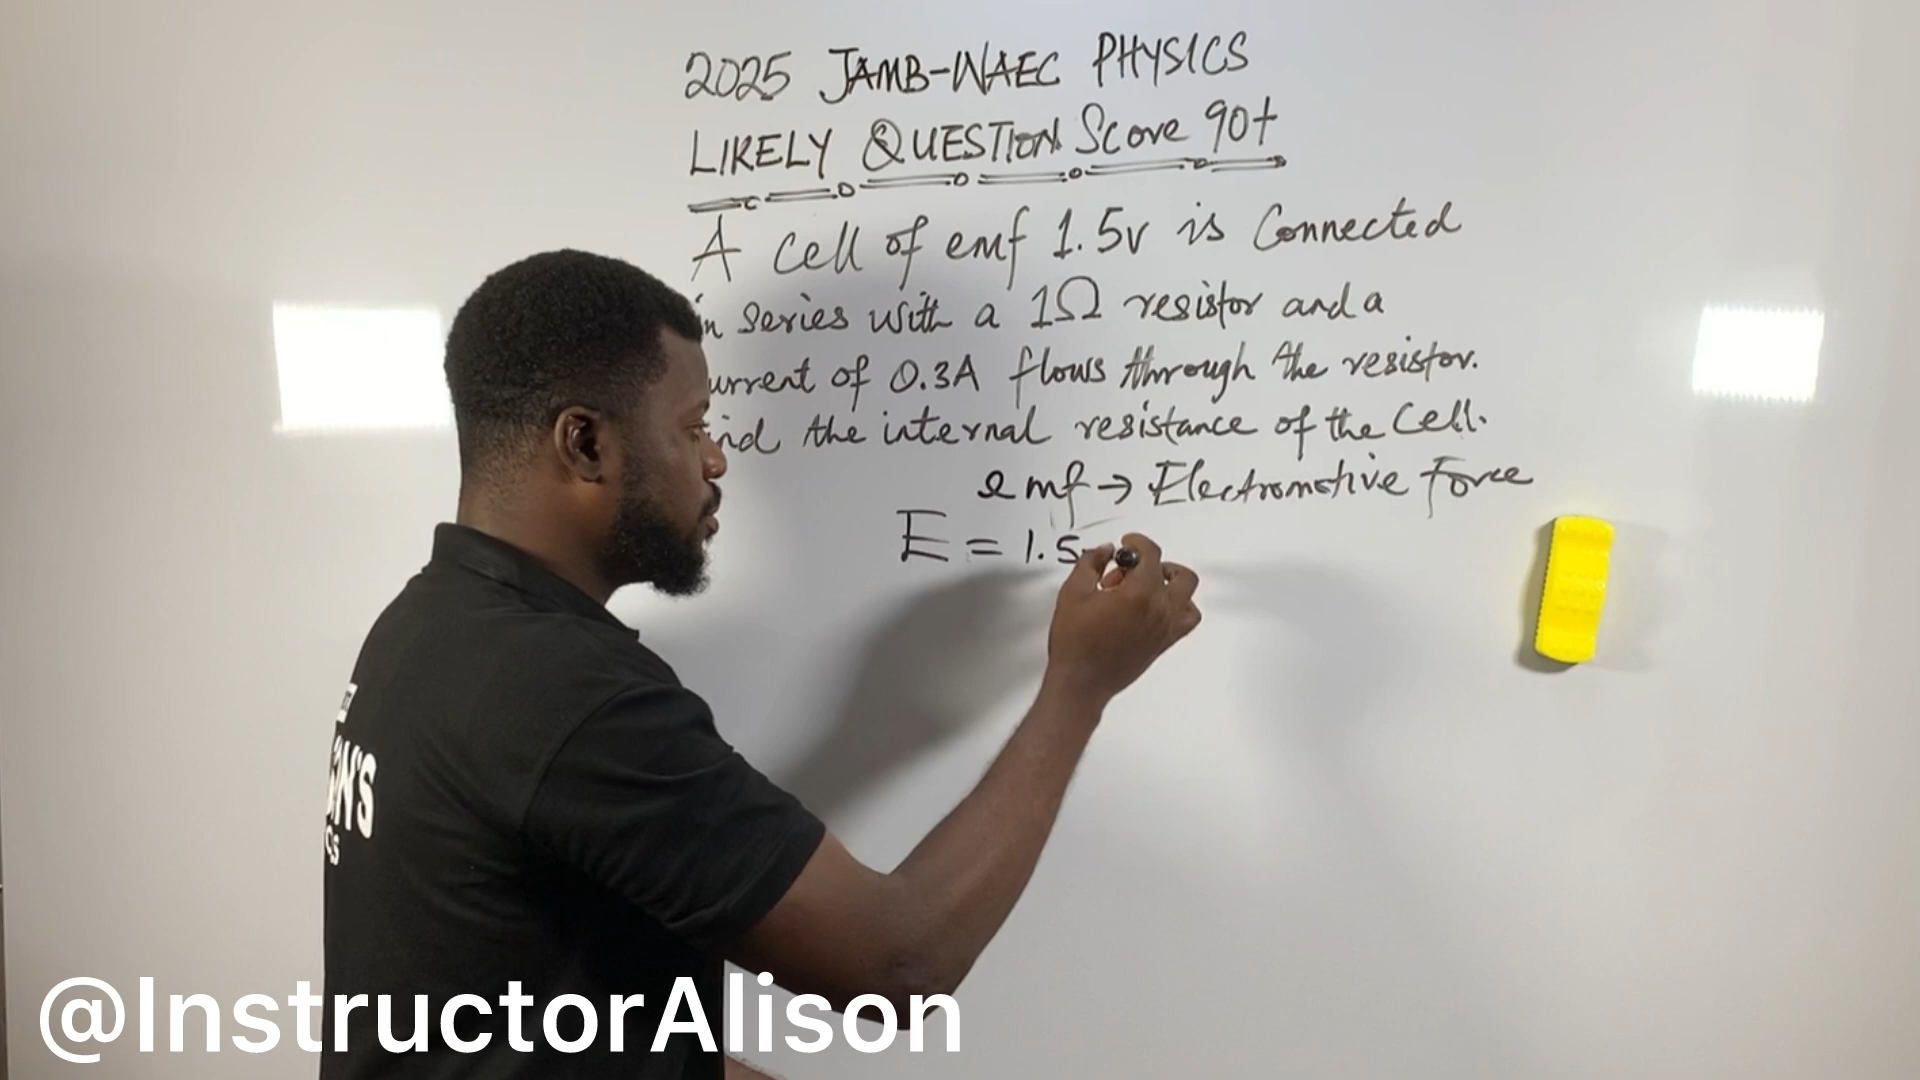 2025 JAMB-WAEC PHYSICS
LIKELY QUESTION Score 90+
A cell of emf 1.5v is Connected
in series with a 1Ω resistor and a
urrent of 0.3A flows through the resistor.
nd the internal resistance of the Cell.
emf → Electromotive Force
E = 1.5
@InstructorAlison